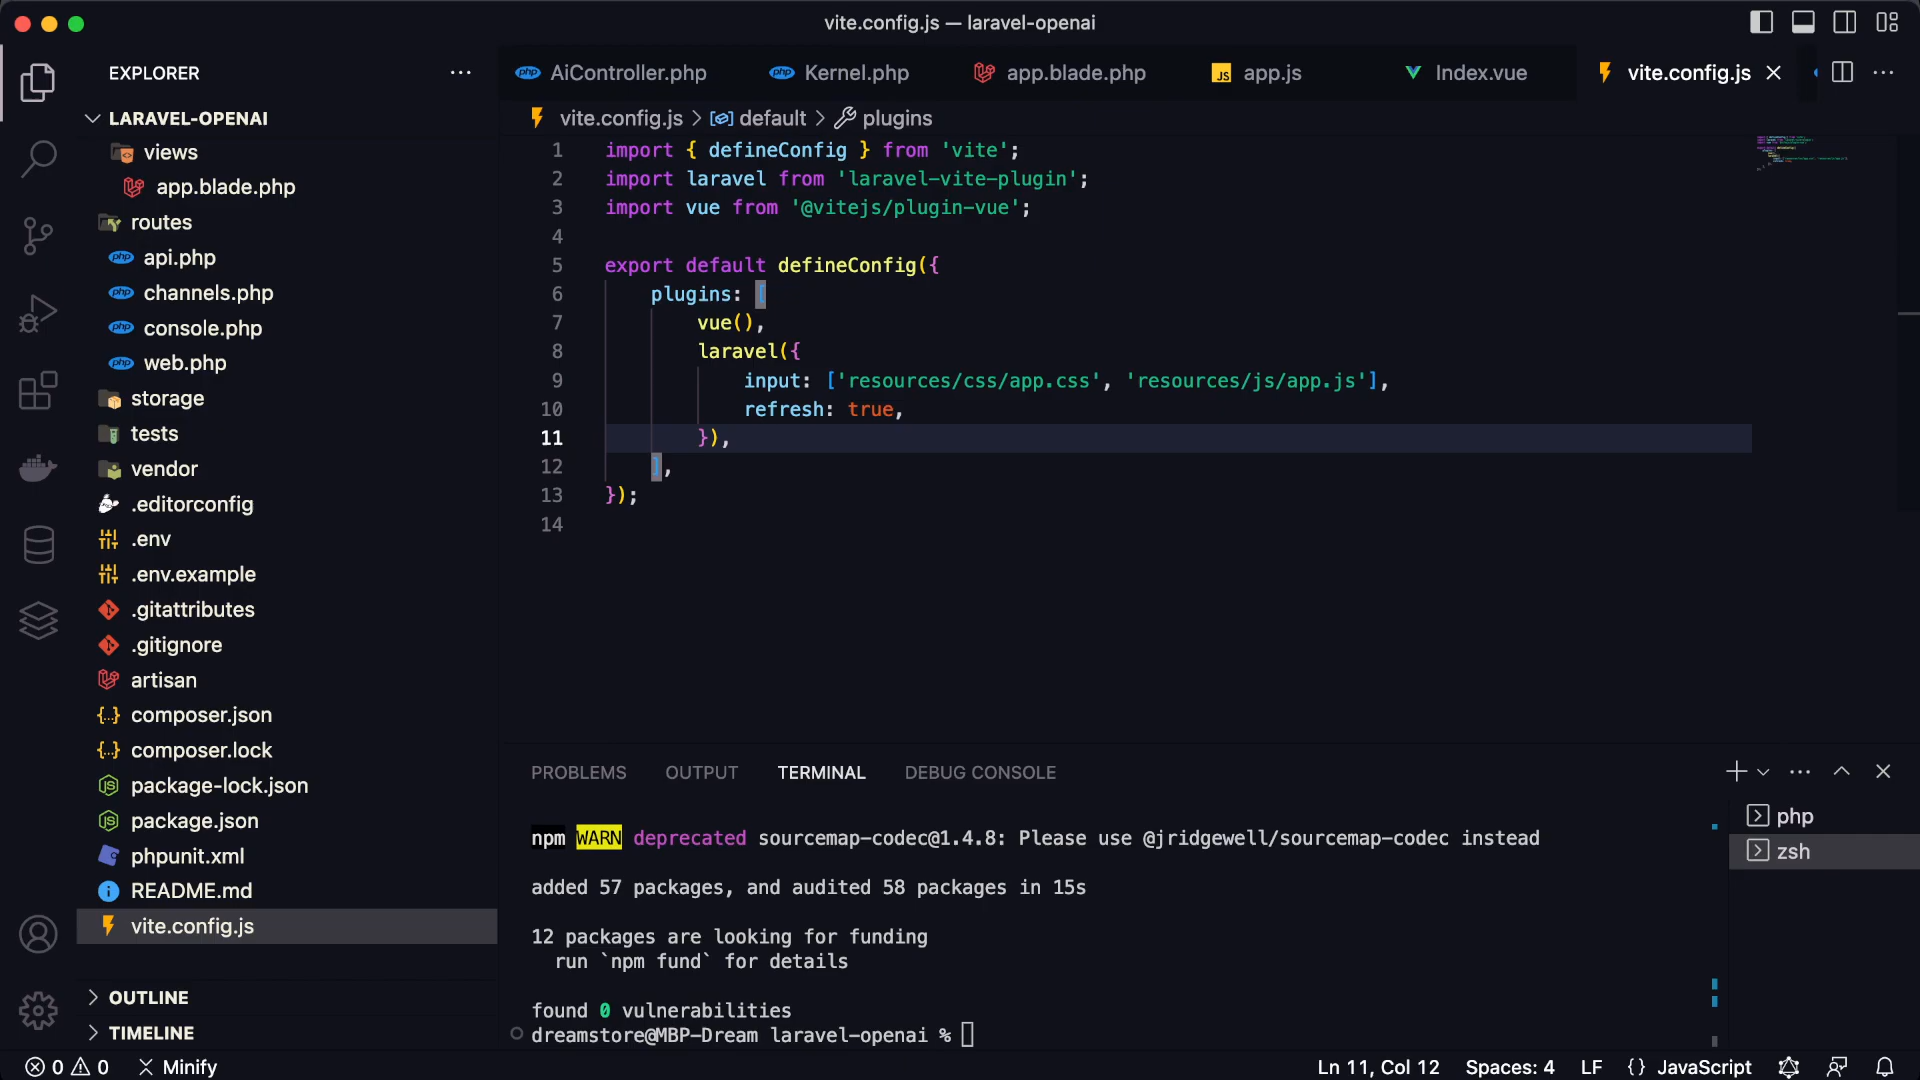 vite.config.js — laravel-openai
EXPLORER
LARAVEL-OPENAI
views
app.blade.php
routes
php api.php
php channels.php
php console.php
php web.php
storage
tests
vendor
.editorconfig
.env
.env.example
.gitattributes
.gitignore
artisan
{..} composer.json
{..} composer.lock
package-lock.json
package.json
phpunit.xml
README.md
vite.config.js
OUTLINE
TIMELINE
php AiController.php
php Kernel.php
app.blade.php
JS app.js
Index.vue
vite.config.js
vite.config.js > default > plugins
1 import { defineConfig } from 'vite';
2 import laravel from 'laravel-vite-plugin';
3 import vue from '@vitejs/plugin-vue';
4
5 export default defineConfig({
6 plugins: [
7 vue(),
8 laravel({
9 input: ['resources/css/app.css', 'resources/js/app.js'],
10 refresh: true,
11 }),
12 ],
13 });
14
PROBLEMS OUTPUT TERMINAL DEBUG CONSOLE
npm WARN deprecated sourcemap-codec@1.4.8: Please use @jridgewell/sourcemap-codec instead
added 57 packages, and audited 58 packages in 15s
12 packages are looking for funding
run `npm fund` for details
found 0 vulnerabilities
dreamstore@MBP-Dream laravel-openai %
php
zsh
0 0 Minify
Ln 11, Col 12 Spaces: 4 LF {} JavaScript